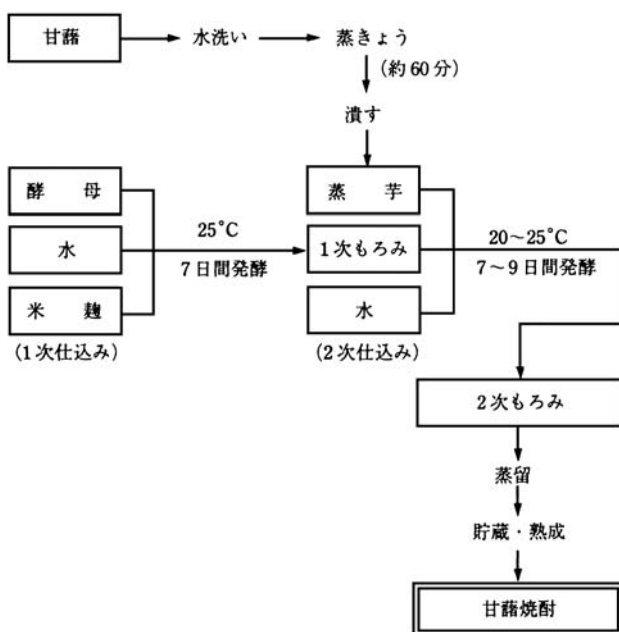 甘藷
水洗い
蒸きょう
(約60分)
潰す
酵母
水
米麹
(1次仕込み)
25°C
7日間発酵
蒸芋
1次もろみ
水
(2次仕込み)
20~25°C
7~9日間発酵
2次もろみ
蒸留
貯蔵・熟成
甘藷焼酎